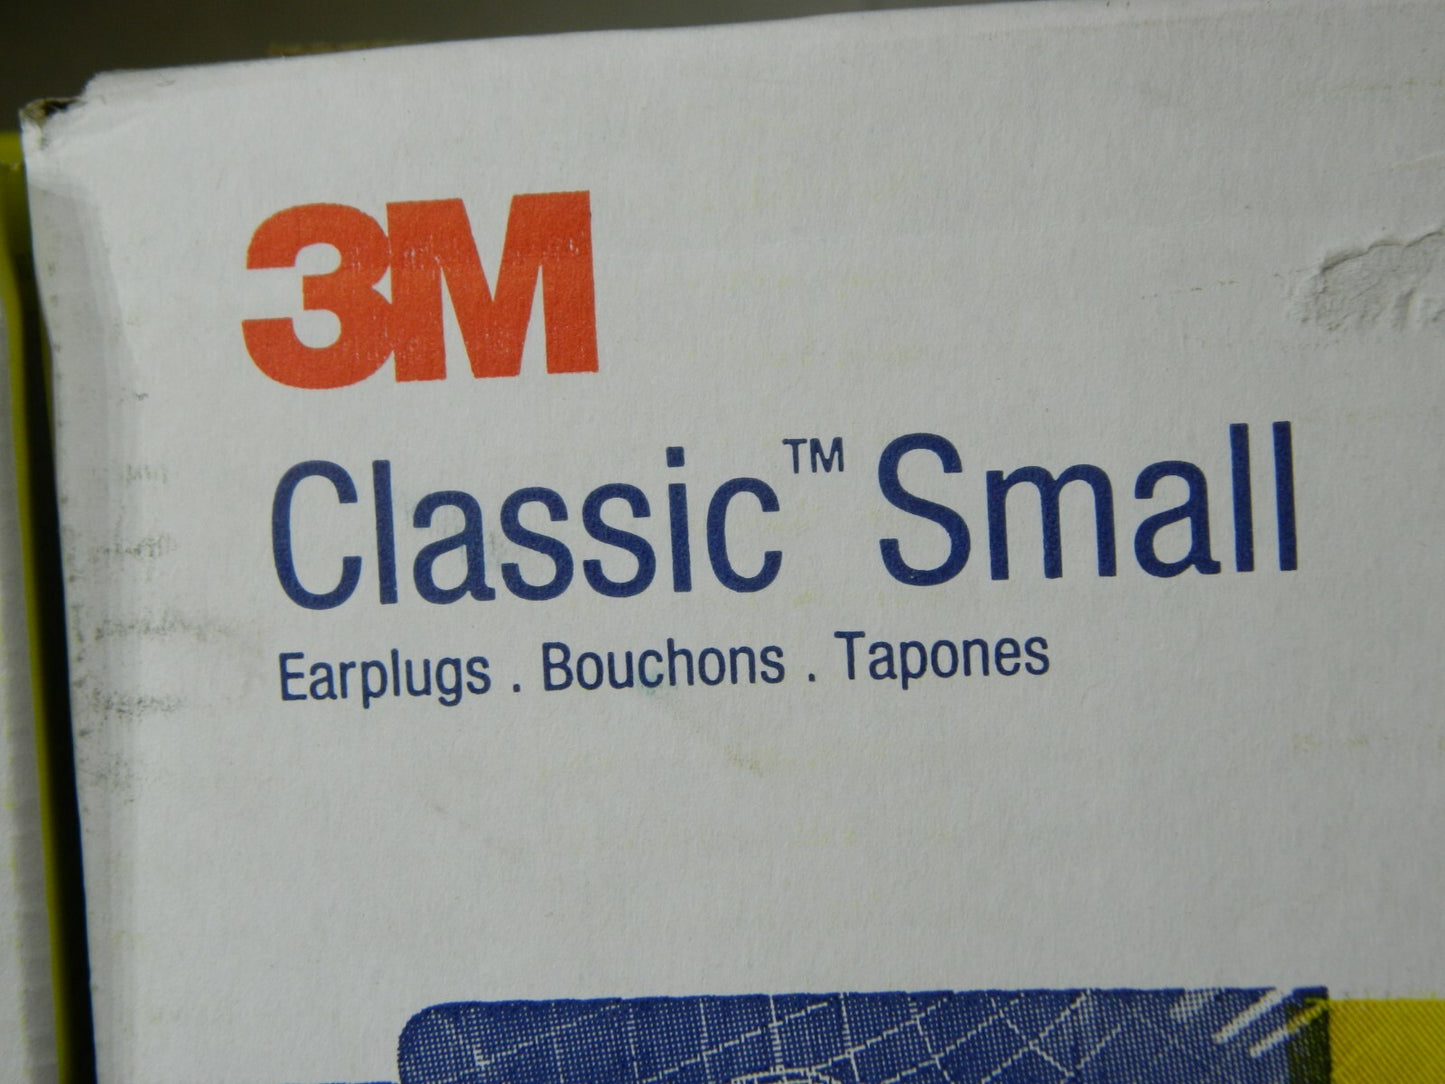 3M
Classic™ Small
Earplugs . Bouchons . Tapones